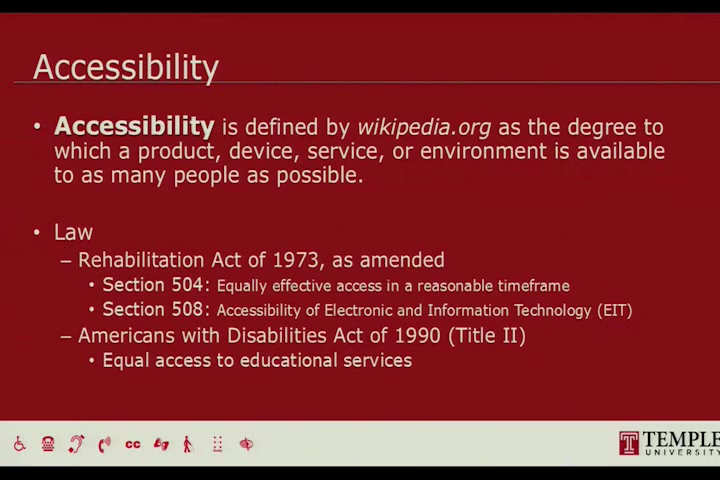 Accessibility
• Accessibility is defined by wikipedia.org as the degree to
which a product, device, service, or environment is available
to as many people as possible.
• Law
– Rehabilitation Act of 1973, as amended
• Section 504: Equally effective access in a reasonable timeframe
• Section 508: Accessibility of Electronic and Information Technology (EIT)
– Americans with Disabilities Act of 1990 (Title II)
• Equal access to educational services
CC
T TEMPLE
UNIVERSITY